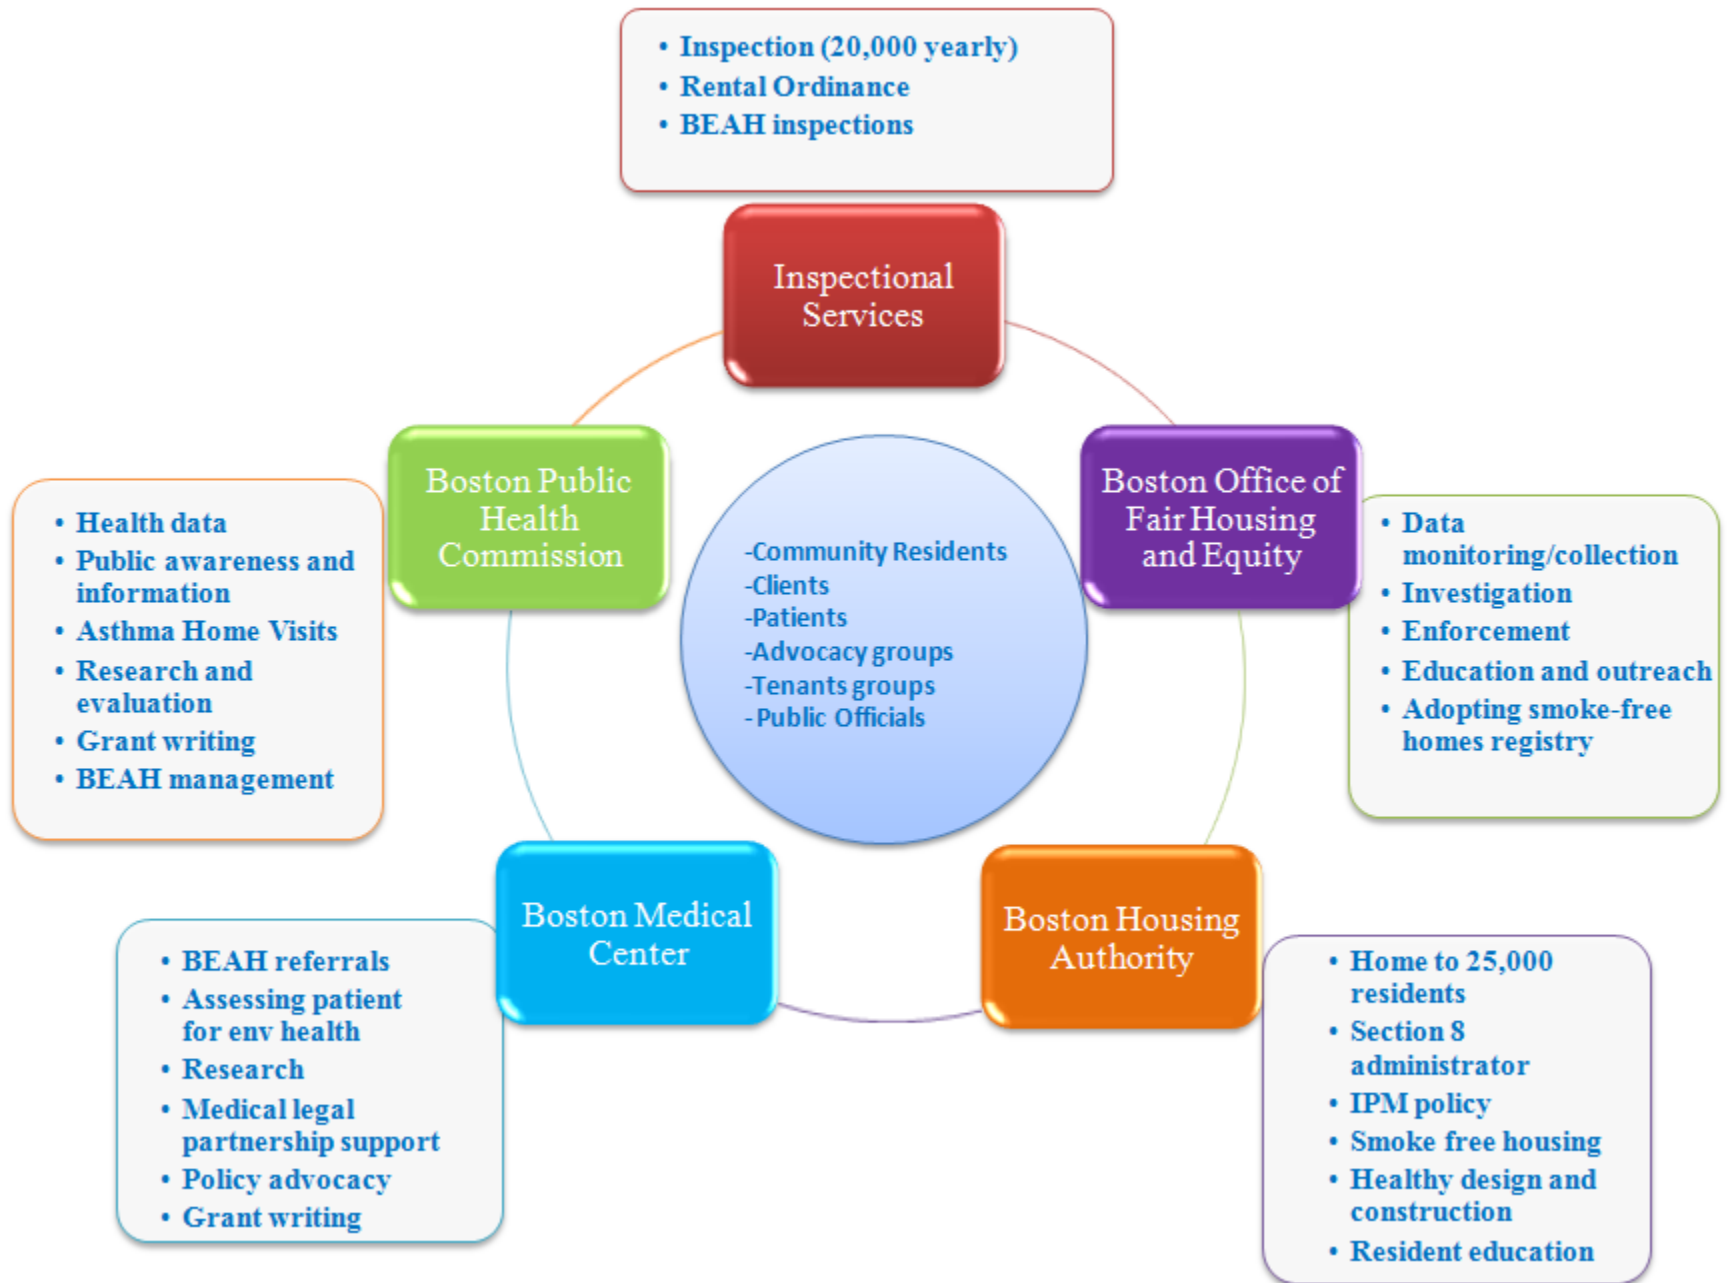 • Inspection (20,000 yearly)
• Rental Ordinance
• BEAH inspections
Inspectional
Services
Boston Public
Health
Commission
• Health data
• Public awareness and
information
• Asthma Home Visits
• Research and
evaluation
• Grant writing
• BEAH management
-Community Residents
-Clients
-Patients
-Advocacy groups
-Tenants groups
- Public Officials
Boston Office of
Fair Housing
and Equity
• Data
monitoring/collection
• Investigation
• Enforcement
• Education and outreach
• Adopting smoke-free
homes registry
Boston Medical
Center
• BEAH referrals
• Assessing patient
for env health
• Research
• Medical legal
partnership support
• Policy advocacy
• Grant writing
Boston Housing
Authority
• Home to 25,000
residents
• Section 8
administrator
• IPM policy
• Smoke free housing
• Healthy design and
construction
• Resident education